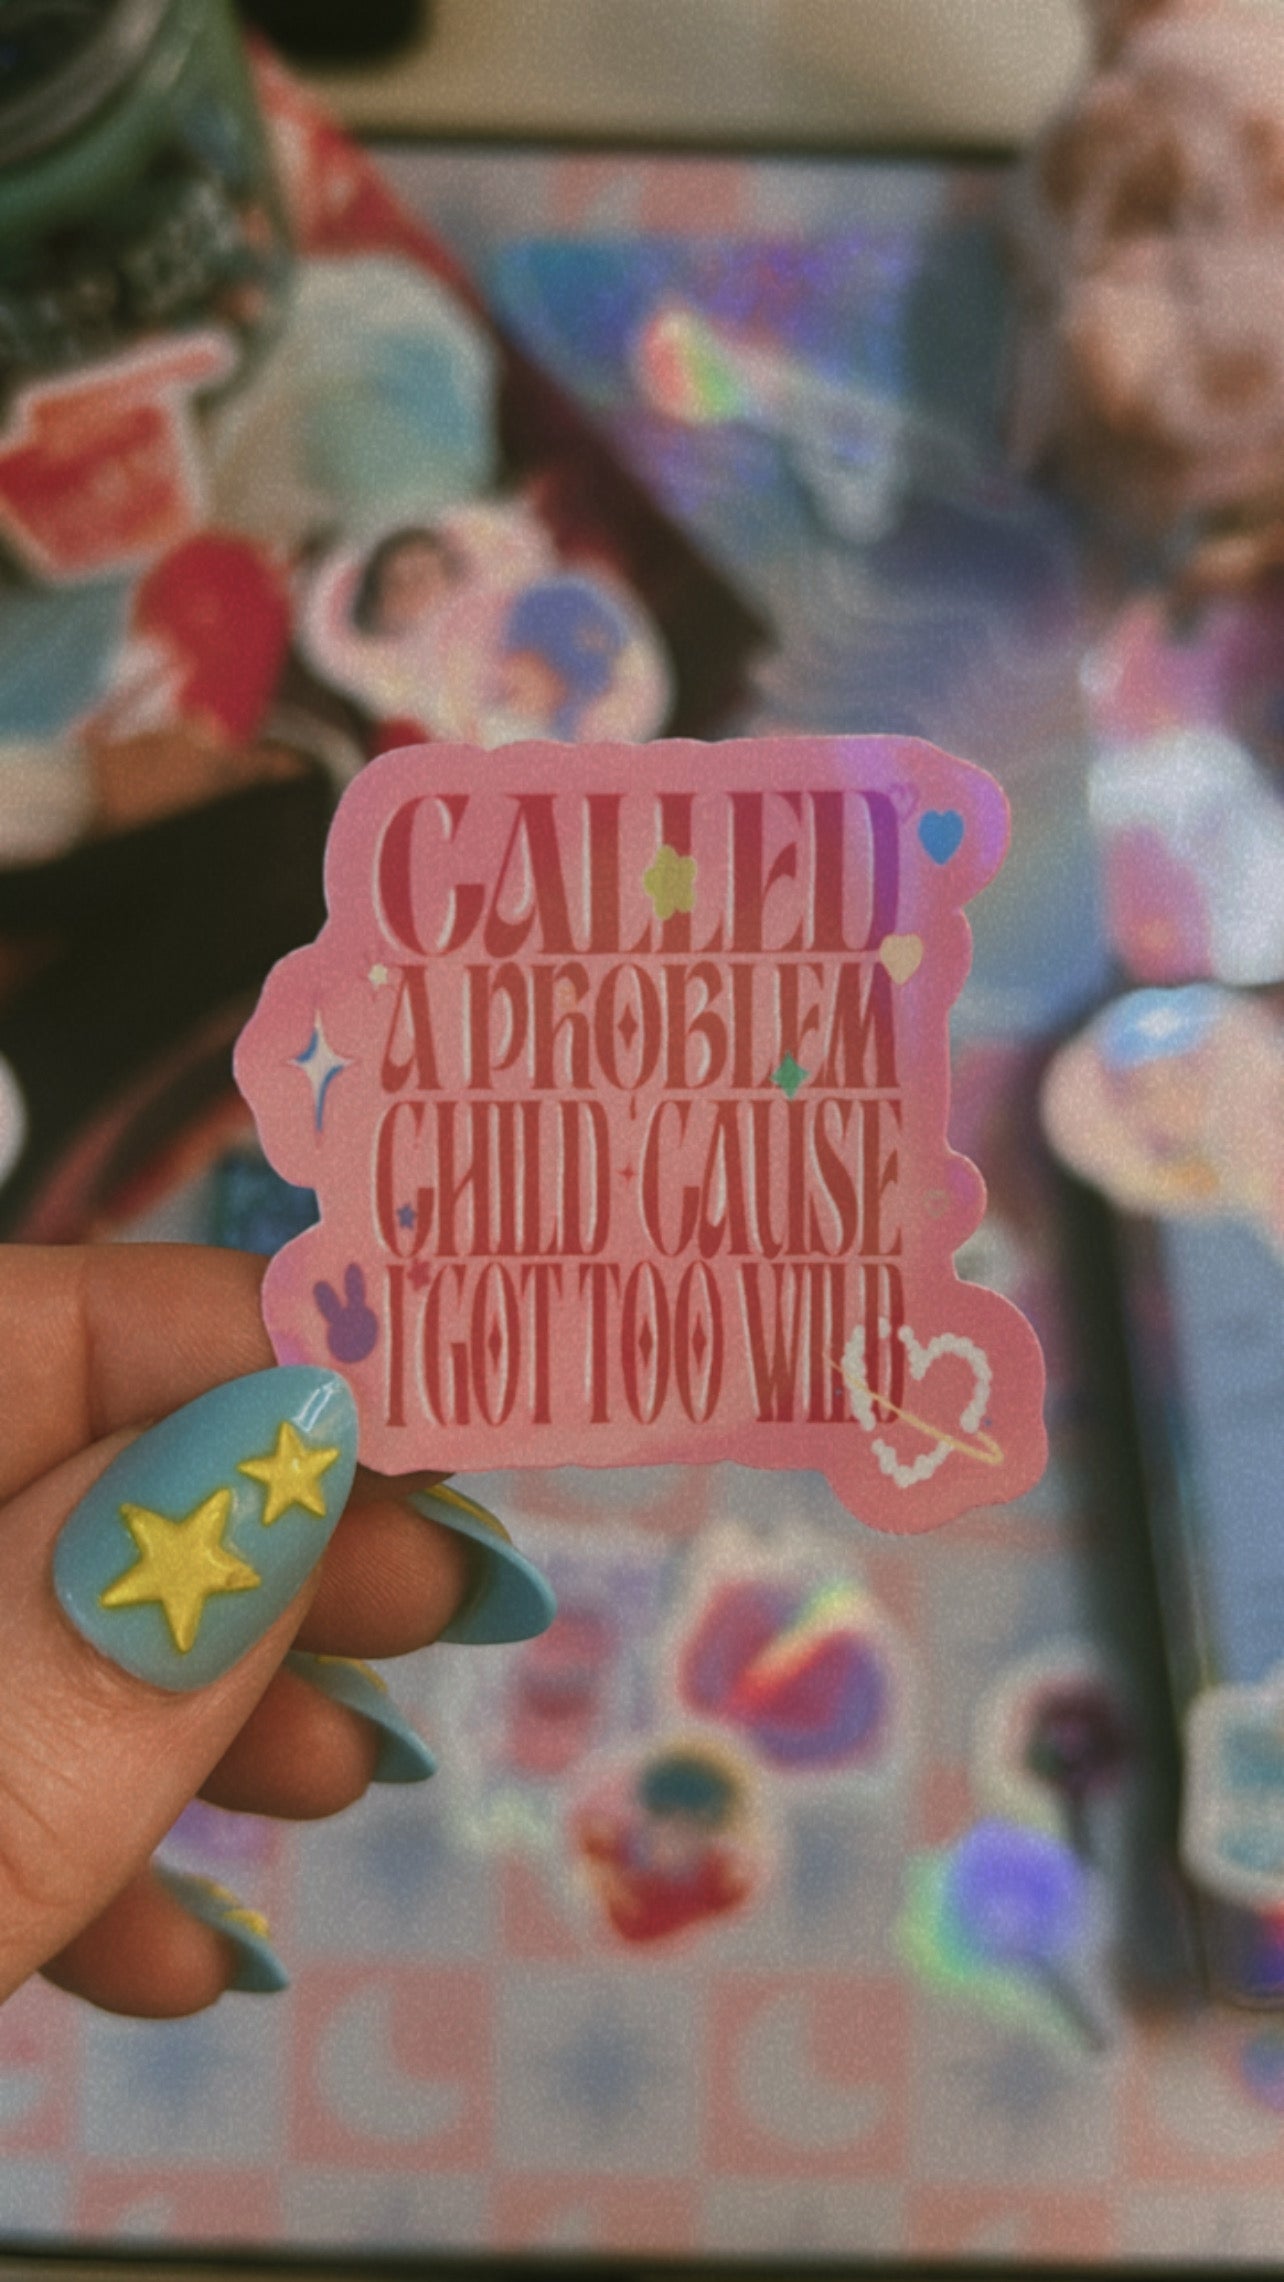 CALLED
A PROBLEM
CHILD 'CAUSE
I GOT TOO WILD